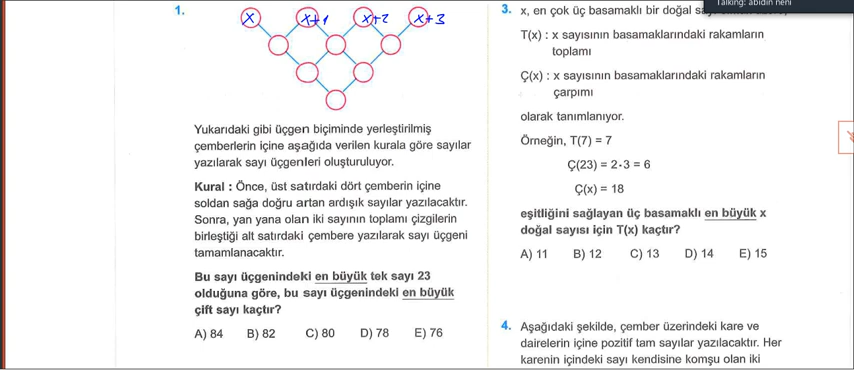 1.
x x+1 x+2 x+3
Yukarıdaki gibi üçgen biçiminde yerleştirilmiş
çemberlerin içine aşağıda verilen kurala göre sayılar
yazılarak sayı üçgenleri oluşturuluyor.
Kural : Önce, üst satırdaki dört çemberin içine
soldan sağa doğru artan ardışık sayılar yazılacaktır.
Sonra, yan yana olan iki sayının toplamı çizgilerin
birleştiği alt satırdaki çembere yazılarak sayı üçgeni
tamamlanacaktır.
Bu sayı üçgenindeki en büyük tek sayı 23
olduğuna göre, bu sayı üçgenindeki en büyük
çift sayı kaçtır?
A) 84 B) 82 C) 80 D) 78 E) 76
Talking: abidin neni
3. x, en çok üç basamaklı bir doğal
T(x) : x sayısının basamaklarındaki rakamların
toplamı
Ç(x) : x sayısının basamaklarındaki rakamların
çarpımı
olarak tanımlanıyor.
Örneğin, T(7) = 7
Ç(23) = 2·3 = 6
Ç(x) = 18
eşitliğini sağlayan üç basamaklı en büyük x
doğal sayısı için T(x) kaçtır?
A) 11 B) 12 C) 13 D) 14 E) 15
4. Aşağıdaki şekilde, çember üzerindeki kare ve
dairelerin içine pozitif tam sayılar yazılacaktır. Her
karenin içindeki sayı kendisine komşu olan iki